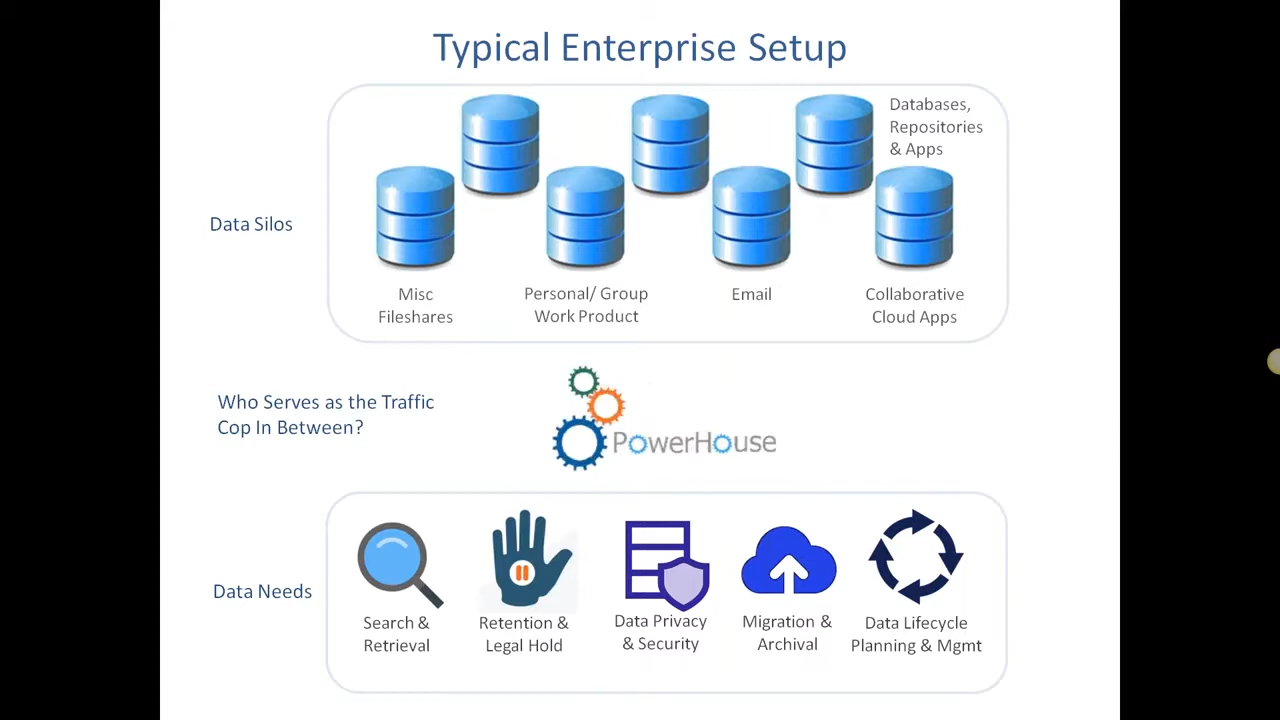 Typical Enterprise Setup
Databases,
Repositories
& Apps
Data Silos
Misc
Fileshares
Personal/ Group
Work Product
Email
Collaborative
Cloud Apps
Who Serves as the Traffic
Cop In Between?
PowerHouse
Data Needs
Search &
Retrieval
Retention &
Legal Hold
Data Privacy
& Security
Migration &
Archival
Data Lifecycle
Planning & Mgmt